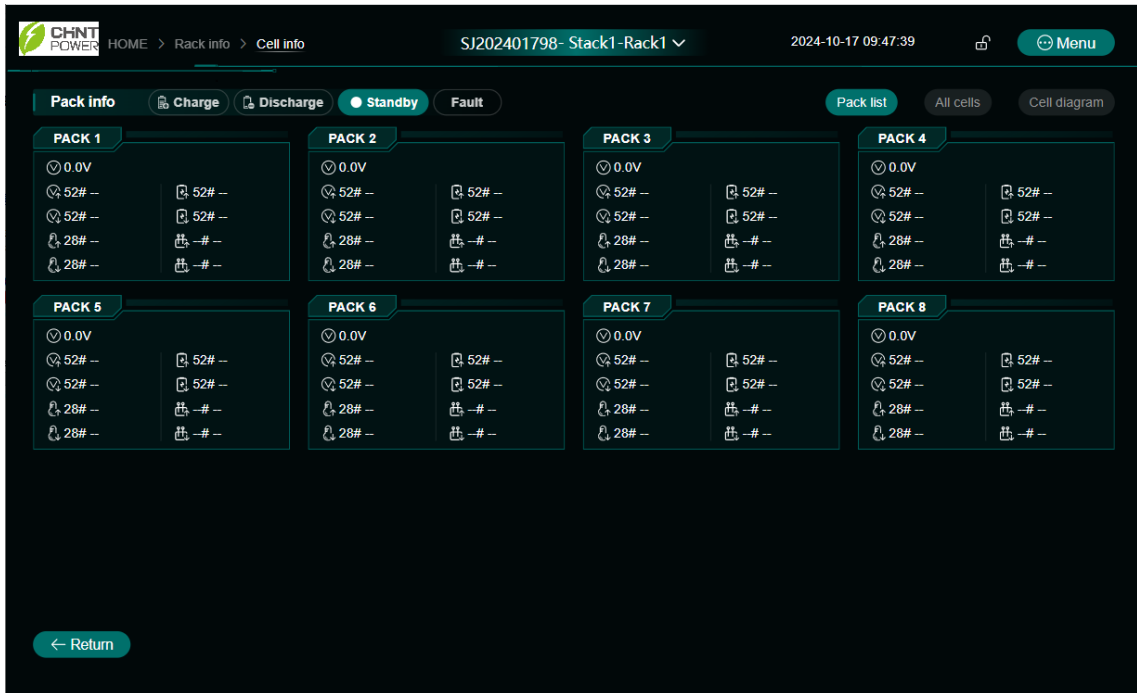 CHNT
POWER
HOME > Rack info > Cell info
SJ202401798- Stack1-Rack1
2024-10-17 09:47:39
Menu
Pack info
Charge
Discharge
Standby
Fault
Pack list
All cells
Cell diagram
PACK 1
0.0V
52# -- 52# --
52# -- 52# --
28# -- --# --
28# -- --# --
PACK 2
0.0V
52# -- 52# --
52# -- 52# --
28# -- --# --
28# -- --# --
PACK 3
0.0V
52# -- 52# --
52# -- 52# --
28# -- --# --
28# -- --# --
PACK 4
0.0V
52# -- 52# --
52# -- 52# --
28# -- --# --
28# -- --# --
PACK 5
0.0V
52# -- 52# --
52# -- 52# --
28# -- --# --
28# -- --# --
PACK 6
0.0V
52# -- 52# --
52# -- 52# --
28# -- --# --
28# -- --# --
PACK 7
0.0V
52# -- 52# --
52# -- 52# --
28# -- --# --
28# -- --# --
PACK 8
0.0V
52# -- 52# --
52# -- 52# --
28# -- --# --
28# -- --# --
← Return